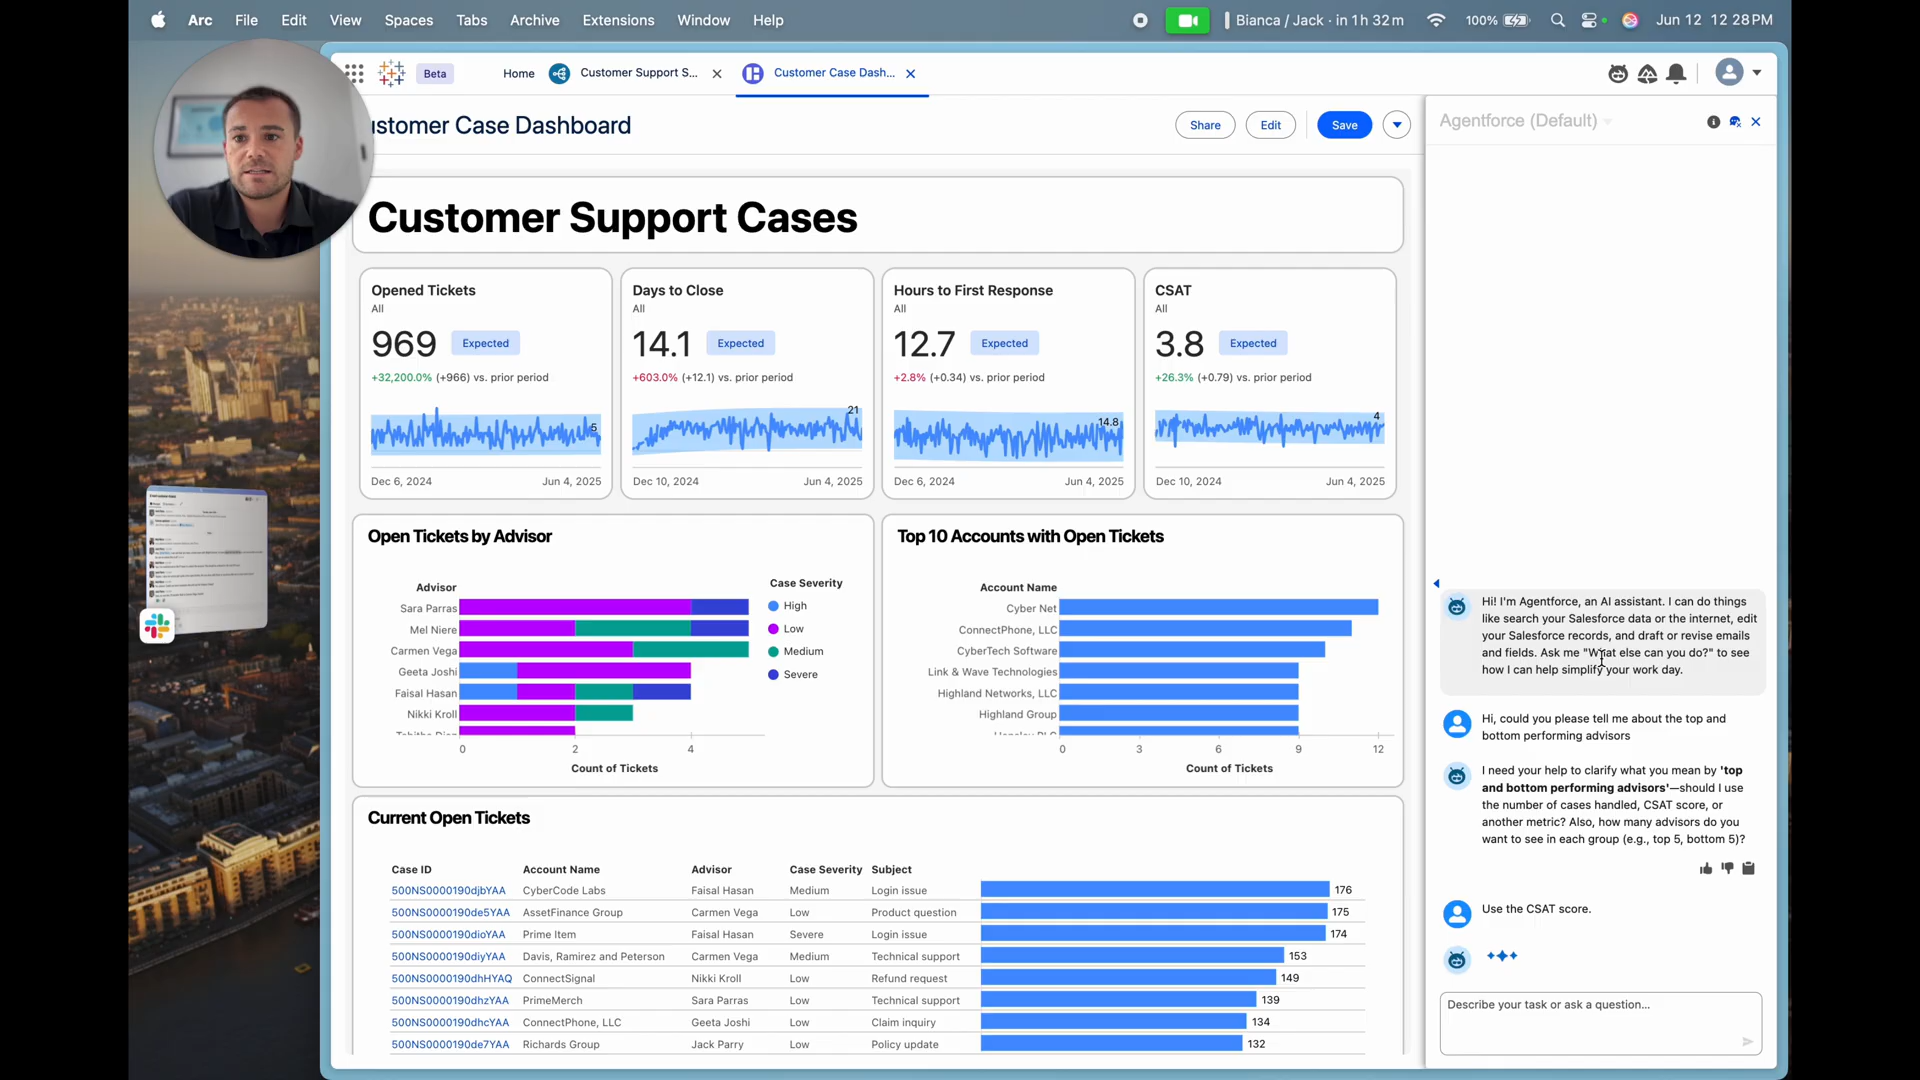 Arc File Edit View Spaces Tabs Archive Extensions Window Help
Bianca / Jack · in 1 h 32 m 100% Jun 12 12 28 PM
Beta Home Customer Support S... Customer Case Dash...
ustomer Case Dashboard
Share Edit Save
Customer Support Cases
Opened Tickets
All
969 Expected
+32,200.0% (+966) vs. prior period
5
Dec 6, 2024 Jun 4, 2025
Days to Close
All
14.1 Expected
+603.0% (+12.1) vs. prior period
21
Dec 10, 2024 Jun 4, 2025
Hours to First Response
All
12.7 Expected
+2.8% (+0.34) vs. prior period
14.8
Dec 6, 2024 Jun 4, 2025
CSAT
All
3.8 Expected
+26.3% (+0.79) vs. prior period
4
Dec 10, 2024 Jun 4, 2025
Open Tickets by Advisor
Advisor
Sara Parras
Mel Niere
Carmen Vega
Geeta Joshi
Faisal Hasan
Nikki Kroll
0 2 4
Count of Tickets
Case Severity
High
Low
Medium
Severe
Top 10 Accounts with Open Tickets
Account Name
Cyber Net
ConnectPhone, LLC
CyberTech Software
Link & Wave Technologies
Highland Networks, LLC
Highland Group
0 3 6 9 12
Count of Tickets
Current Open Tickets
Case ID Account Name Advisor Case Severity Subject
500NS0000190djbYAA CyberCode Labs Faisal Hasan Medium Login issue 176
500NS0000190de5YAA AssetFinance Group Carmen Vega Low Product question 175
500NS0000190dioYAA Prime Item Faisal Hasan Severe Login issue 174
500NS0000190diyYAA Davis, Ramirez and Peterson Carmen Vega Medium Technical support 153
500NS0000190dhHYAQ ConnectSignal Nikki Kroll Low Refund request 149
500NS0000190dhzYAA PrimeMerch Sara Parras Low Technical support 139
500NS0000190dhcYAA ConnectPhone, LLC Geeta Joshi Low Claim inquiry 134
500NS0000190de7YAA Richards Group Jack Parry Low Policy update 132
Agentforce (Default)
Hi! I'm Agentforce, an AI assistant. I can do things
like search your Salesforce data or the internet, edit
your Salesforce records, and draft or revise emails
and fields. Ask me "What else can you do?" to see
how I can help simplify your work day.
Hi, could you please tell me about the top and
bottom performing advisors
I need your help to clarify what you mean by 'top
and bottom performing advisors'—should I use
the number of cases handled, CSAT score, or
another metric? Also, how many advisors do you
want to see in each group (e.g., top 5, bottom 5)?
Use the CSAT score.
Describe your task or ask a question...